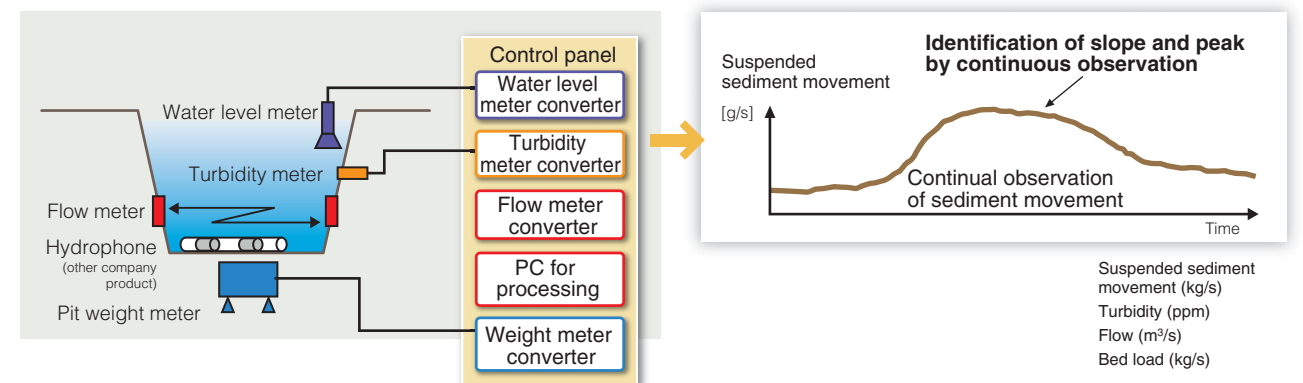 Water level meter
Turbidity meter
Flow meter
Hydrophone
(other company
product)
Pit weight meter
Control panel
Water level
meter converter
Turbidity
meter converter
Flow meter
converter
PC for
processing
Weight meter
converter
Suspended
sediment movement
[g/s]
Identification of slope and peak
by continuous observation
Continual observation
of sediment movement
Time
Suspended sediment
movement (kg/s)
Turbidity (ppm)
Flow (m³/s)
Bed load (kg/s)